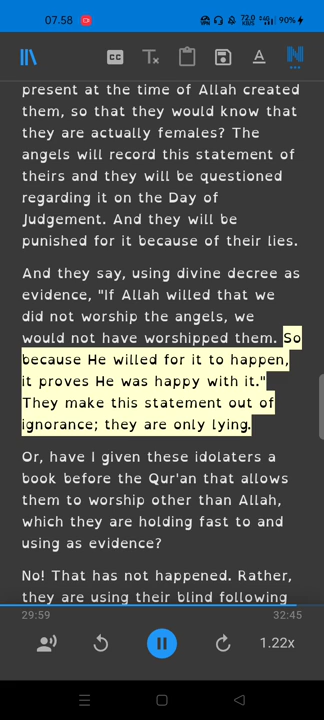 07.58
72.0
KB/s
90%
CC
present at the time of Allah created
them, so that they would know that
they are actually females? The
angels will record this statement of
theirs and they will be questioned
regarding it on the Day of
Judgement. And they will be
punished for it because of their lies.
And they say, using divine decree as
evidence, "If Allah willed that we
did not worship the angels, we
would not have worshipped them. So
because He willed for it to happen,
it proves He was happy with it."
They make this statement out of
ignorance; they are only lying.
Or, have I given these idolaters a
book before the Qur'an that allows
them to worship other than Allah,
which they are holding fast to and
using as evidence?
No! That has not happened. Rather,
they are using their blind following
29:59 32:45
1.22x